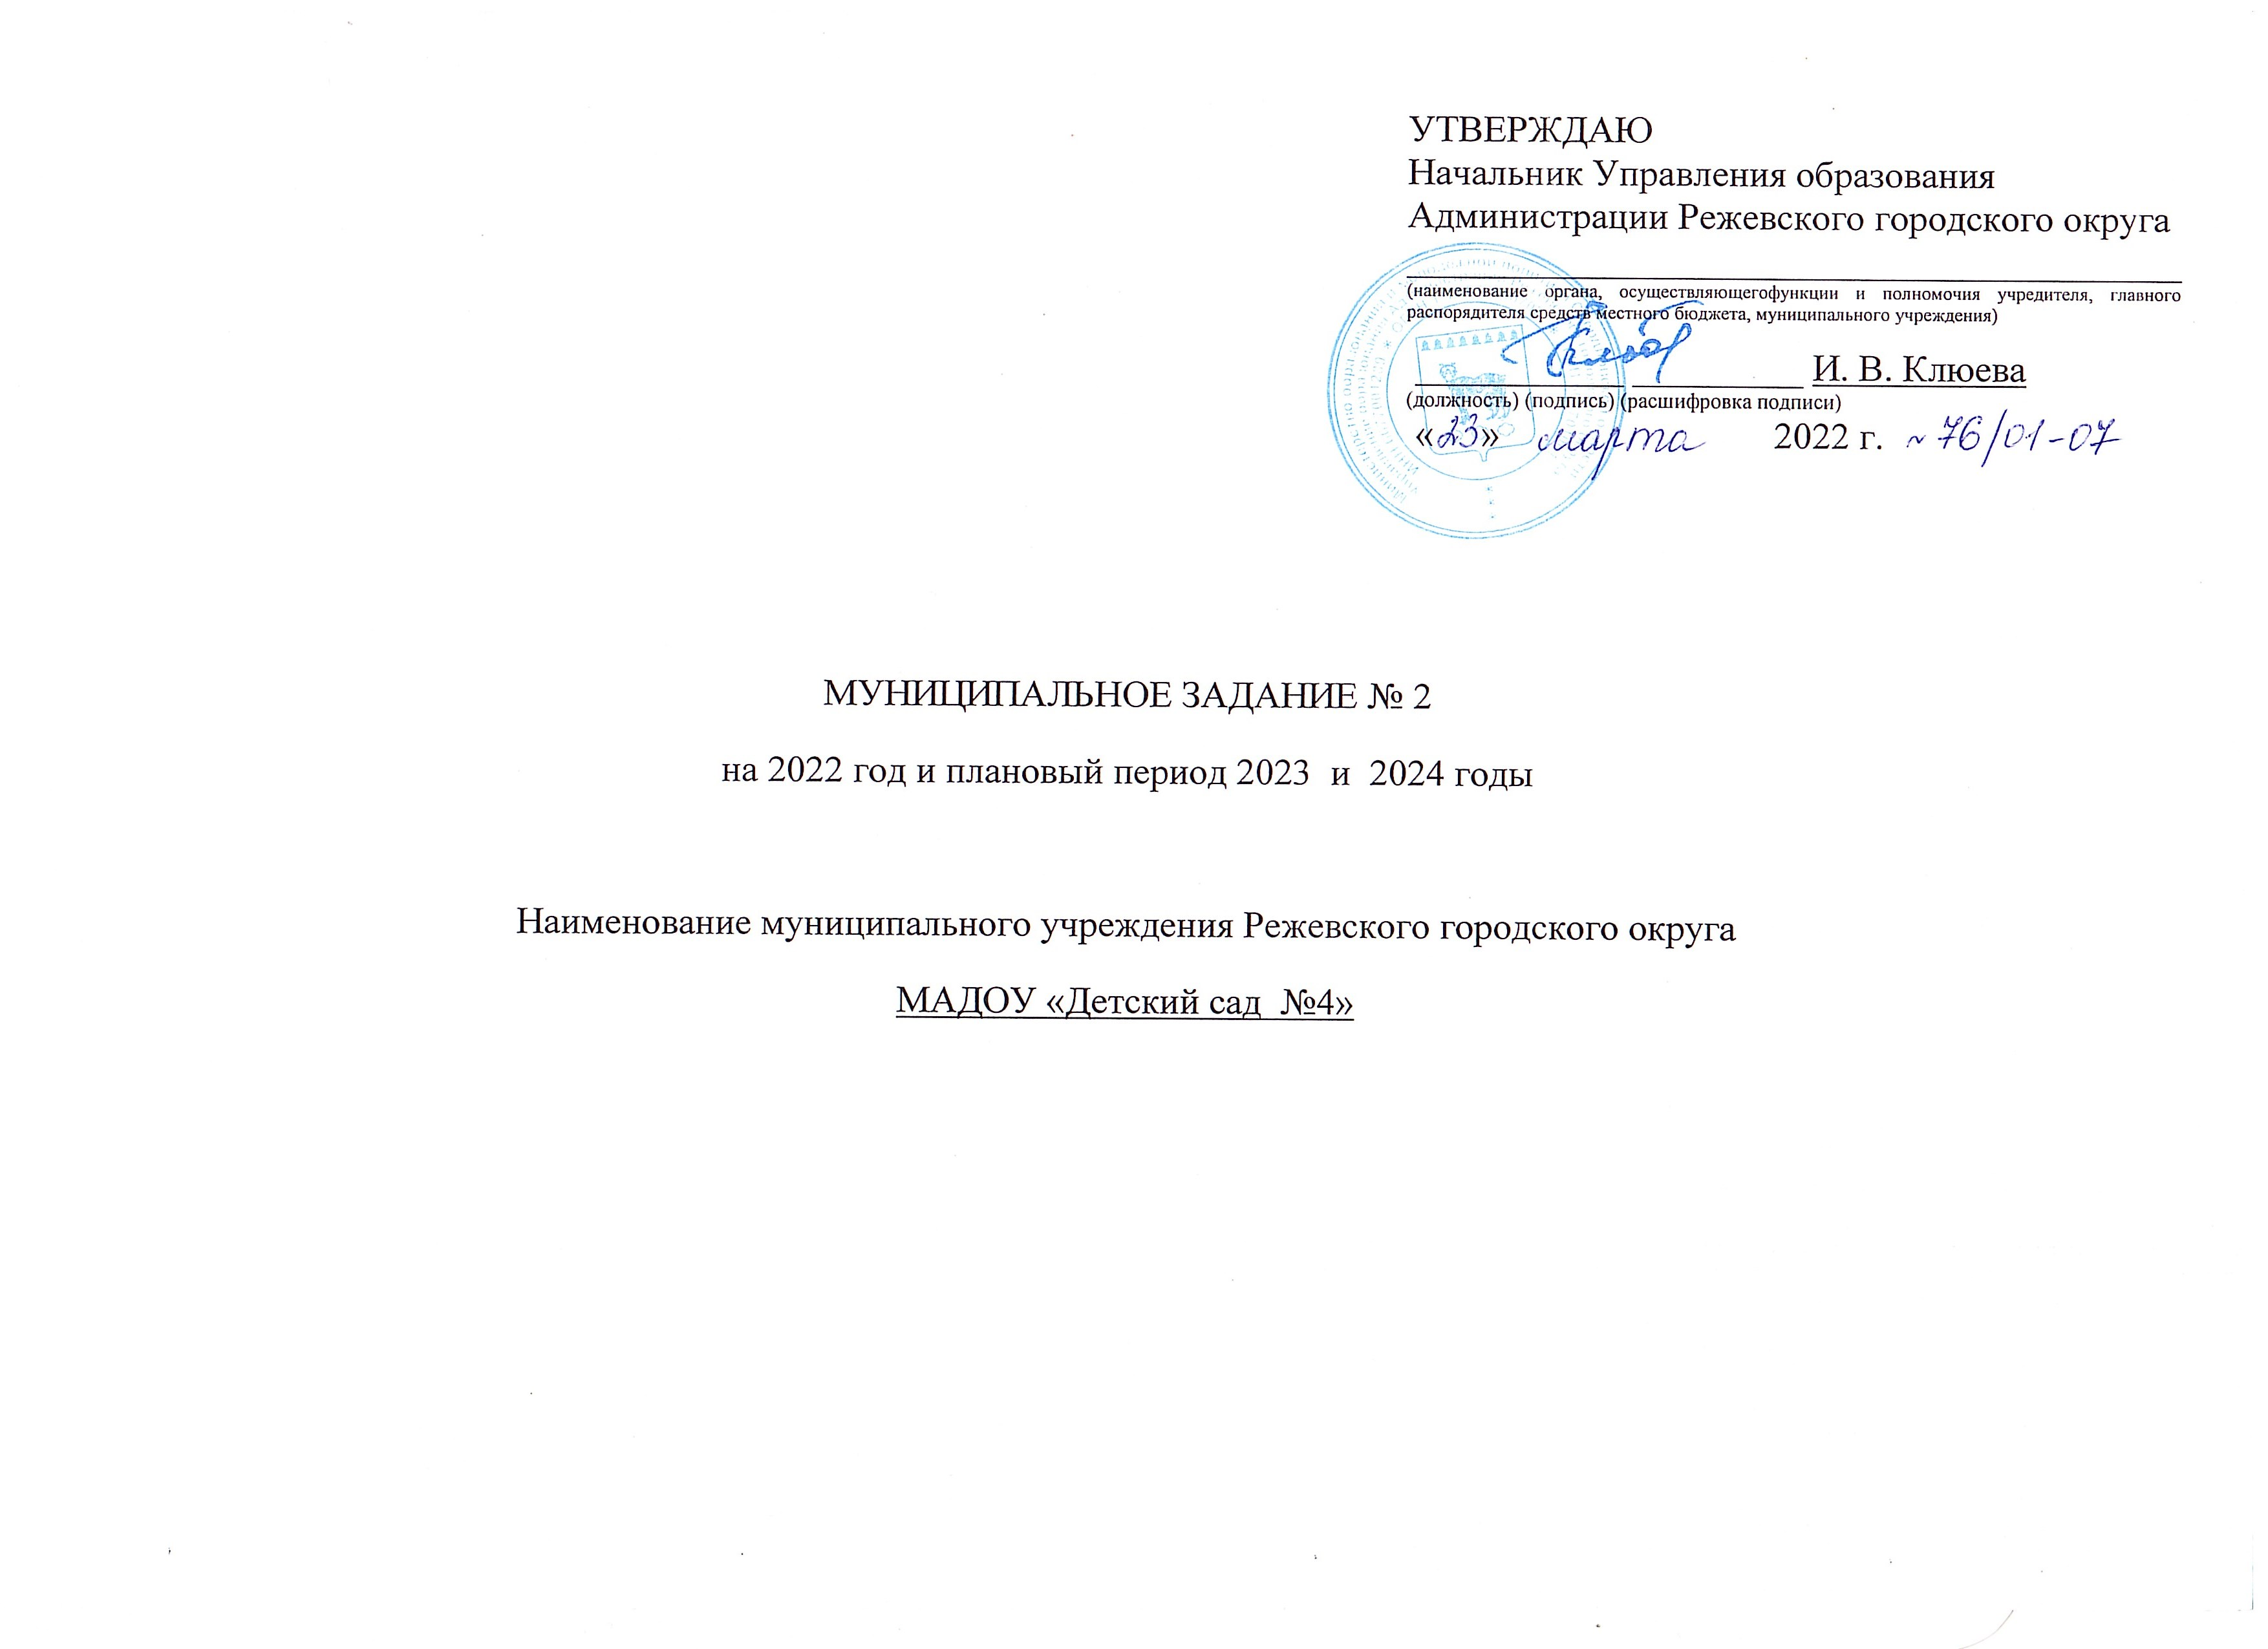 УТВЕРЖДАЮ
Начальник Управления образования
Администрации Режевского городского округа
(наименование органа, осуществляющегофункции и полномочия учредителя, главного
распорядителя средств местного бюджета, муниципального учреждения)
И. В. Клюева
(должность) (подпись) (расшифровка подписи)
«23» марта 2022 г. ~ 76/01-07
МУНИЦИПАЛЬНОЕ ЗАДАНИЕ № 2
на 2022 год и плановый период 2023 и 2024 годы
Наименование муниципального учреждения Режевского городского округа
МАДОУ «Детский сад №4»